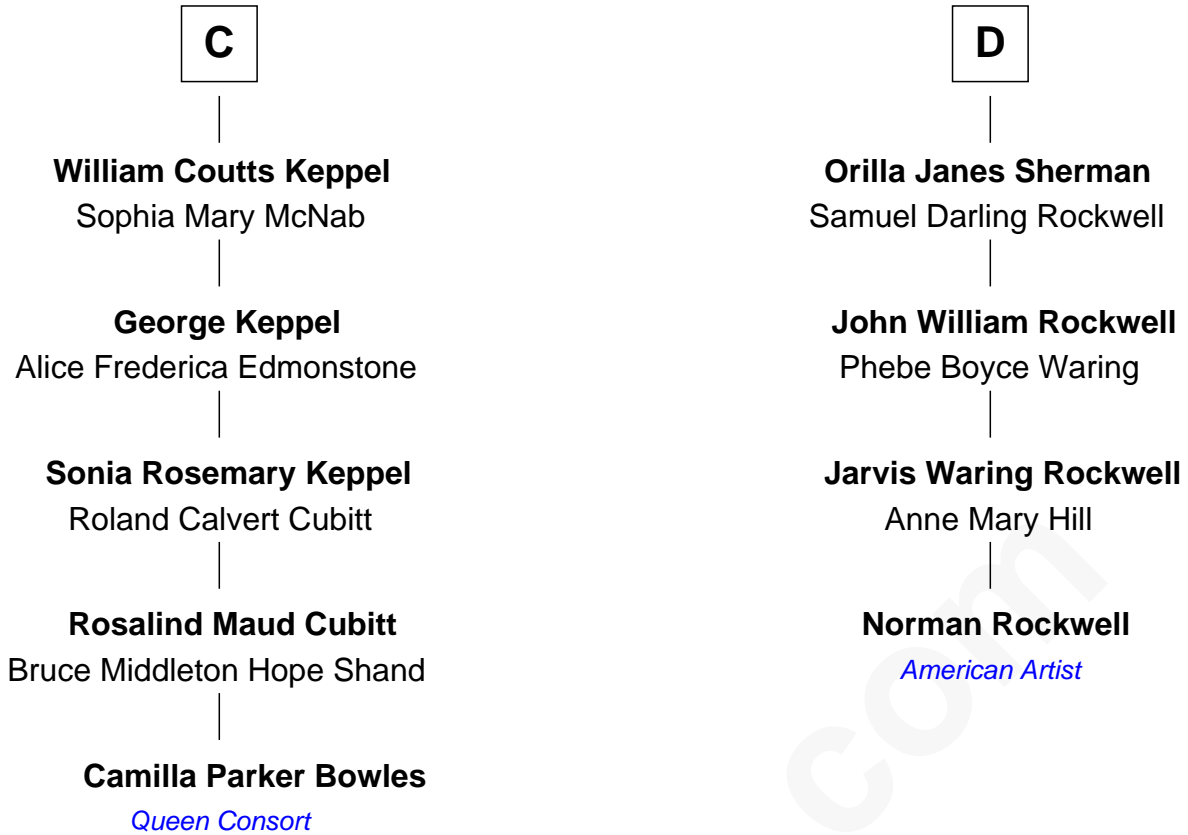 C
William Coutts Keppel
Sophia Mary McNab
George Keppel
Alice Frederica Edmonstone
Sonia Rosemary Keppel
Roland Calvert Cubitt
Rosalind Maud Cubitt
Bruce Middleton Hope Shand
Camilla Parker Bowles
Queen Consort
D
Orilla Janes Sherman
Samuel Darling Rockwell
John William Rockwell
Phebe Boyce Waring
Jarvis Waring Rockwell
Anne Mary Hill
Norman Rockwell
American Artist
com